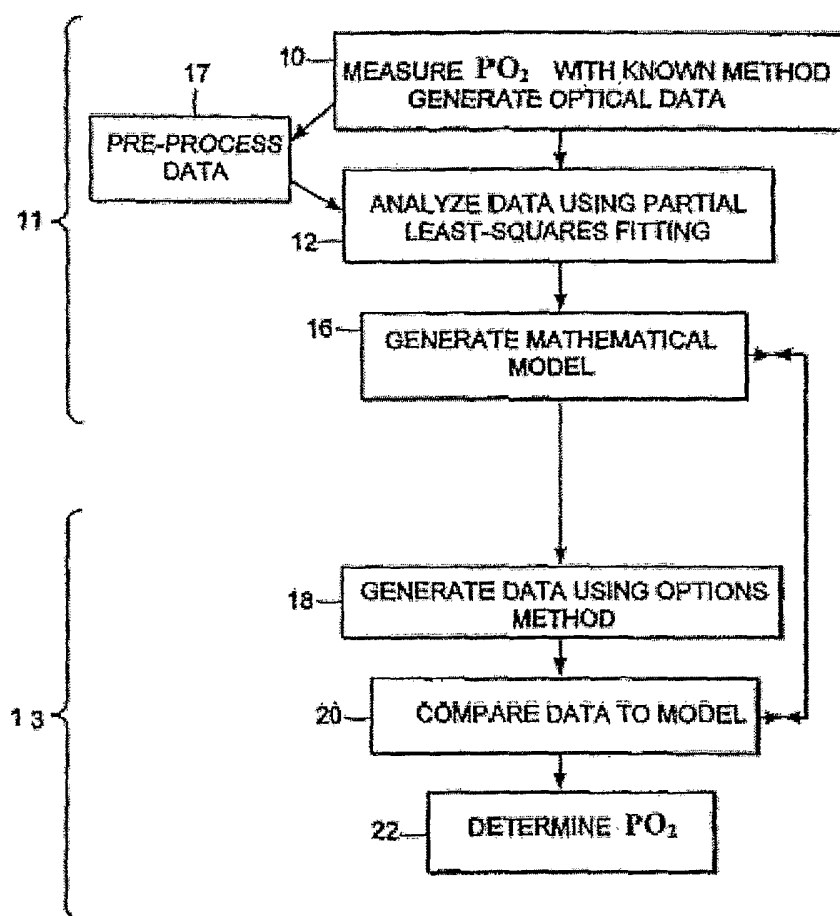 10
MEASURE PO₂ WITH KNOWN METHOD
GENERATE OPTICAL DATA
17
PRE-PROCESS
DATA
11
12
ANALYZE DATA USING PARTIAL
LEAST-SQUARES FITTING
16
GENERATE MATHEMATICAL
MODEL
18
GENERATE DATA USING OPTIONS
METHOD
13
20
COMPARE DATA TO MODEL
22
DETERMINE PO₂